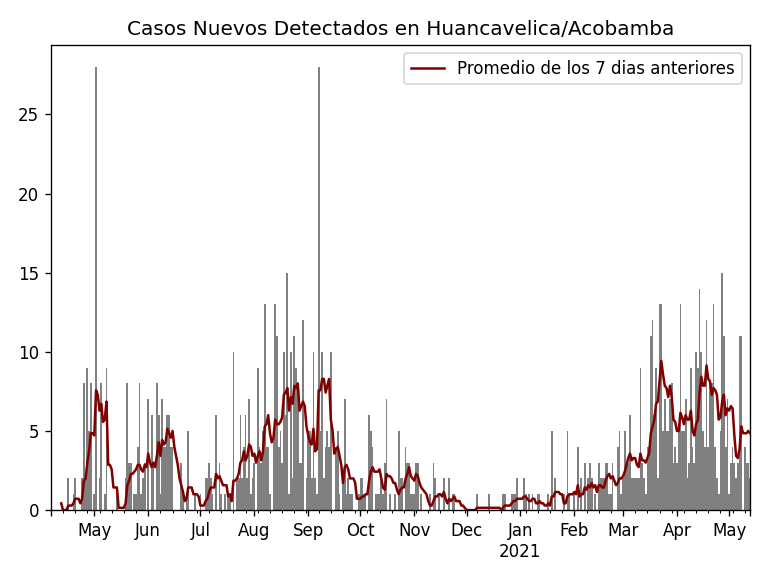 Casos Nuevos Detectados en Huancavelica/Acobamba
Promedio de los 7 dias anteriores
25
20
15
10
5
0
May Jun Jul Aug Sep Oct Nov Dec Jan Feb Mar Apr May
2021